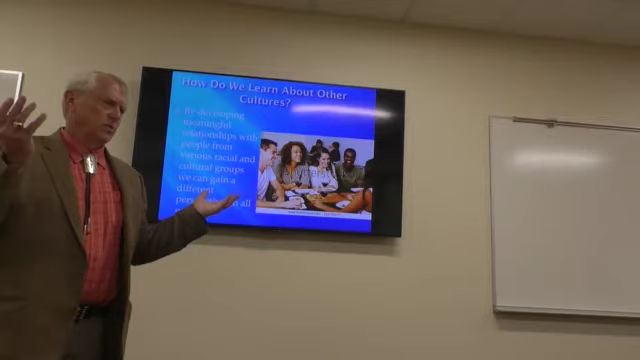 How Do We Learn About Other
Cultures?
By developing
meaningful
relationships with
people from
various racial and
cultural groups
we can gain a
different
all